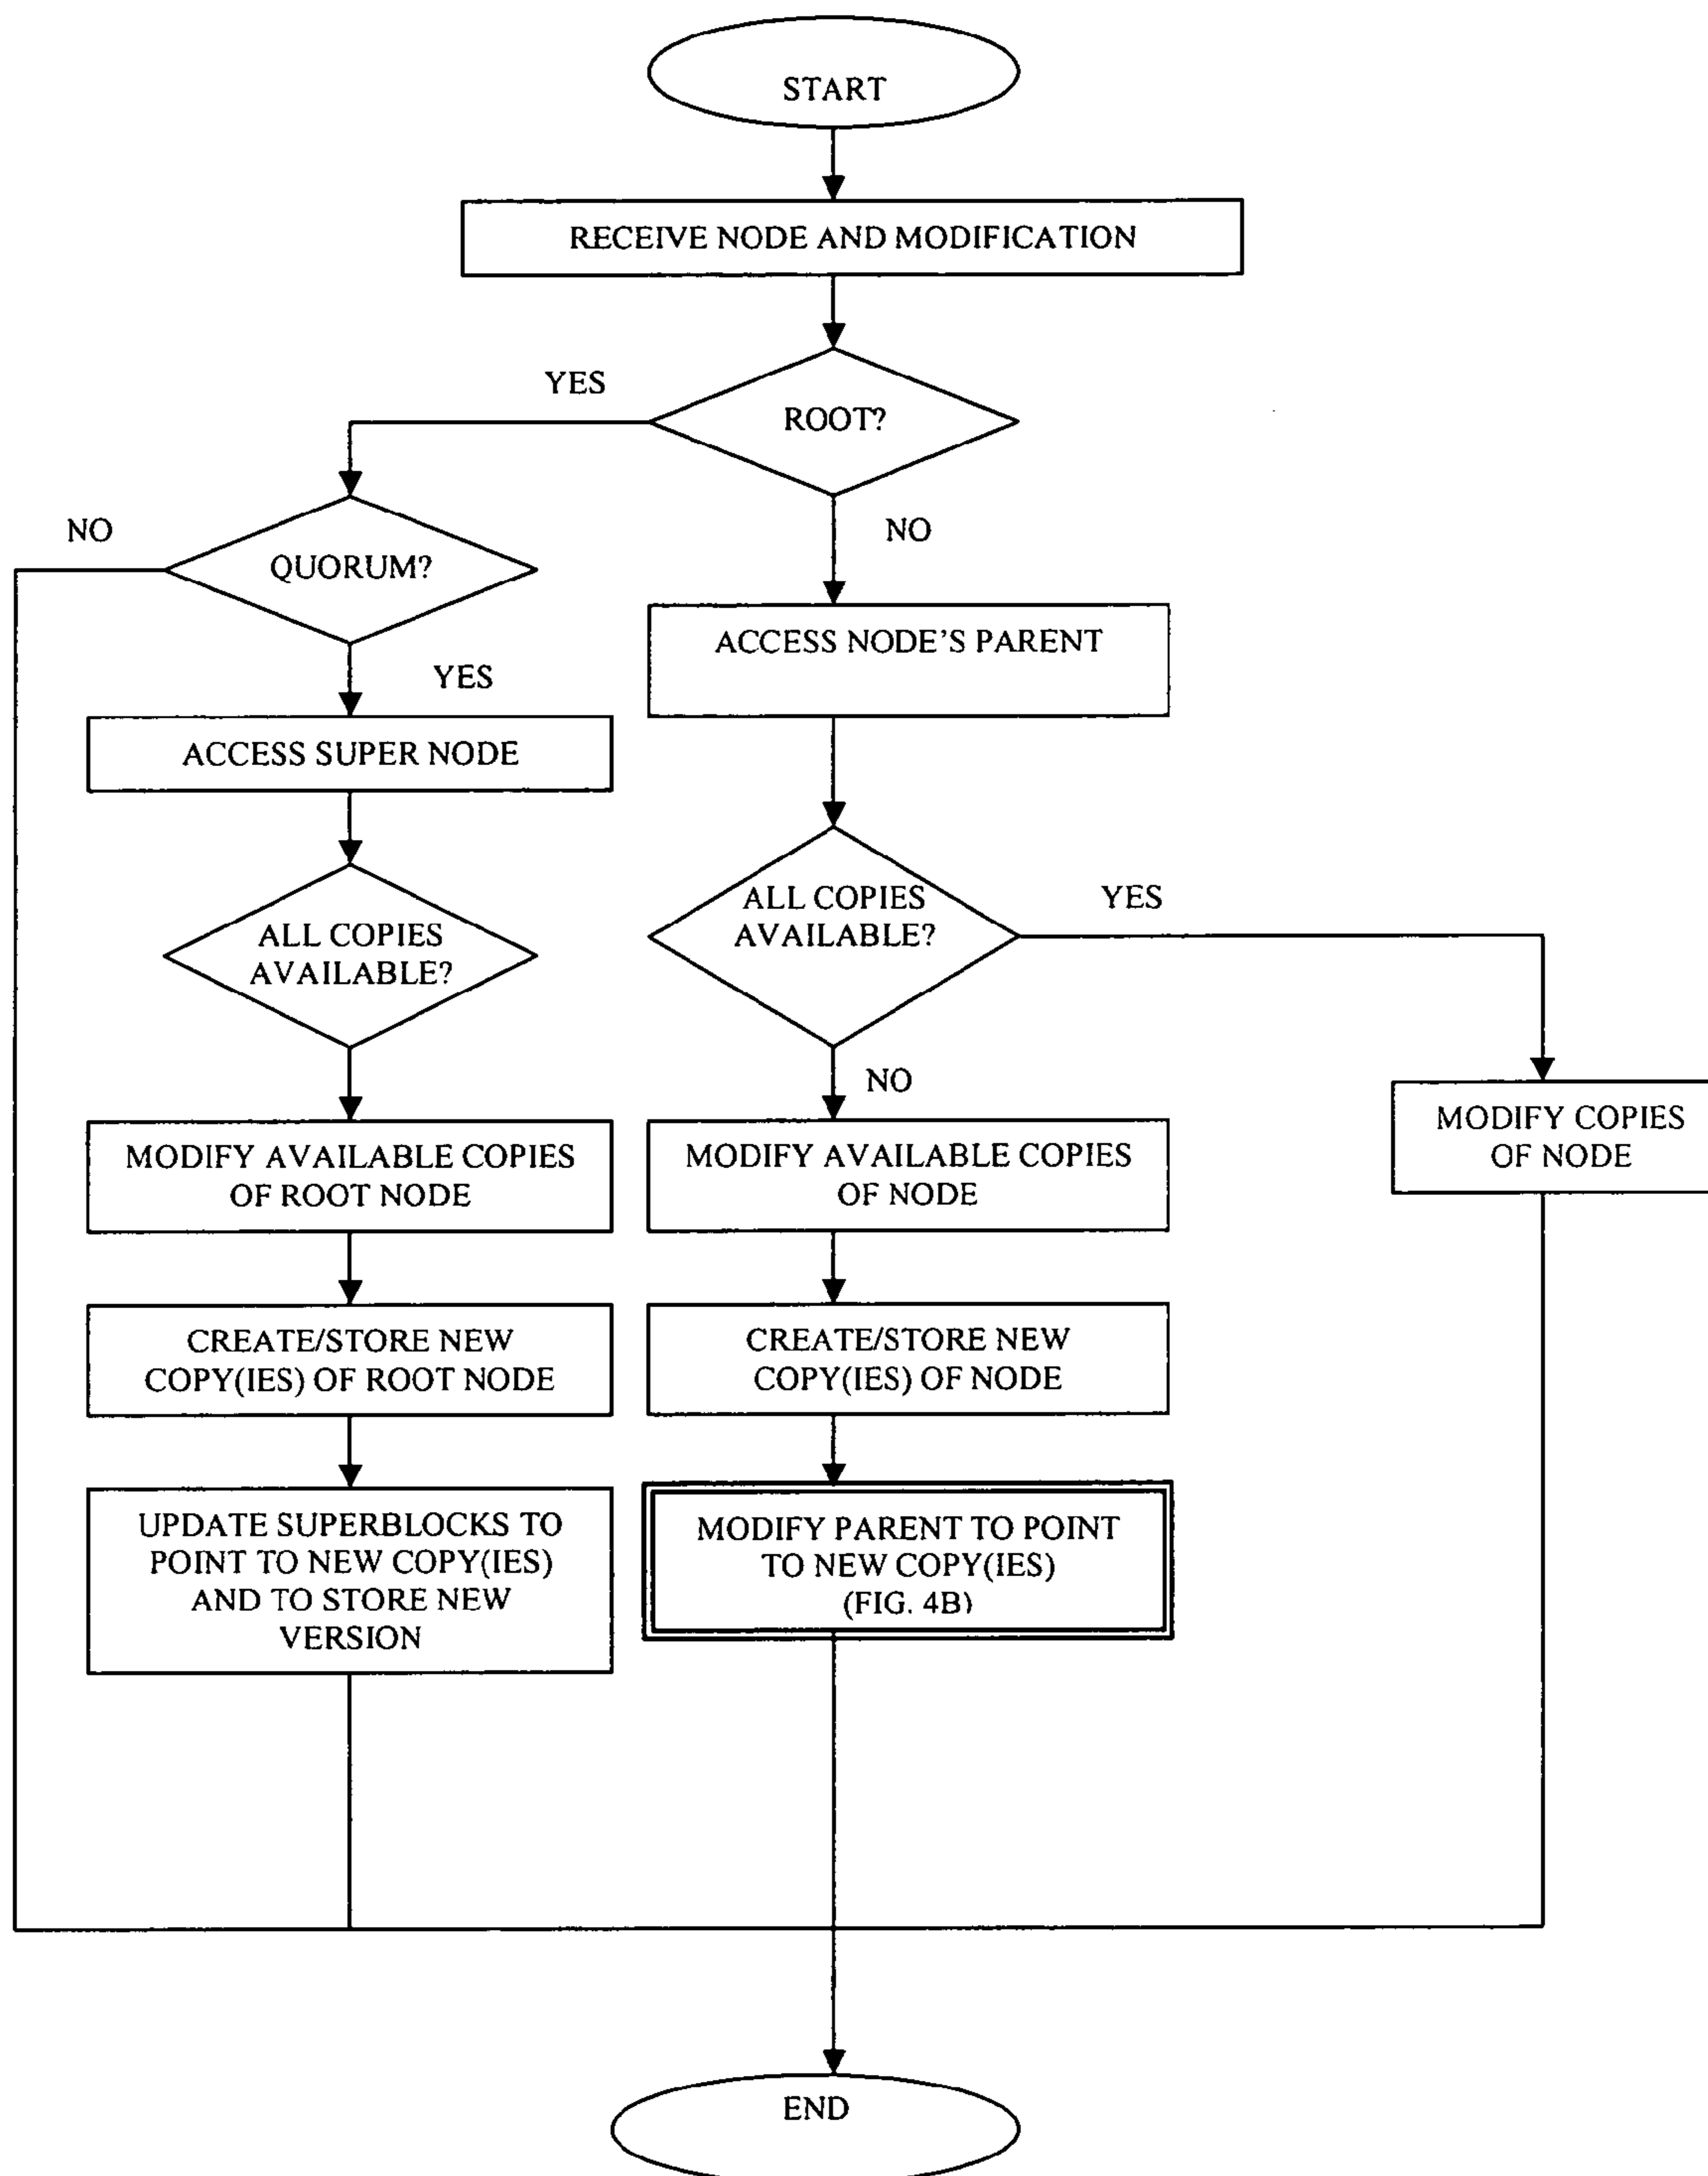 START
RECEIVE NODE AND MODIFICATION
YES
ROOT?
NO
QUORUM?
NO
ACCESS NODE'S PARENT
YES
ACCESS SUPER NODE
ALL COPIES
AVAILABLE?
YES
ALL COPIES
AVAILABLE?
NO
MODIFY COPIES
OF NODE
MODIFY AVAILABLE COPIES
OF ROOT NODE
MODIFY AVAILABLE COPIES
OF NODE
CREATE/STORE NEW
COPY(IES) OF ROOT NODE
CREATE/STORE NEW
COPY(IES) OF NODE
UPDATE SUPERBLOCKS TO
POINT TO NEW COPY(IES)
AND TO STORE NEW
VERSION
MODIFY PARENT TO POINT
TO NEW COPY(IES)
(FIG. 4B)
END